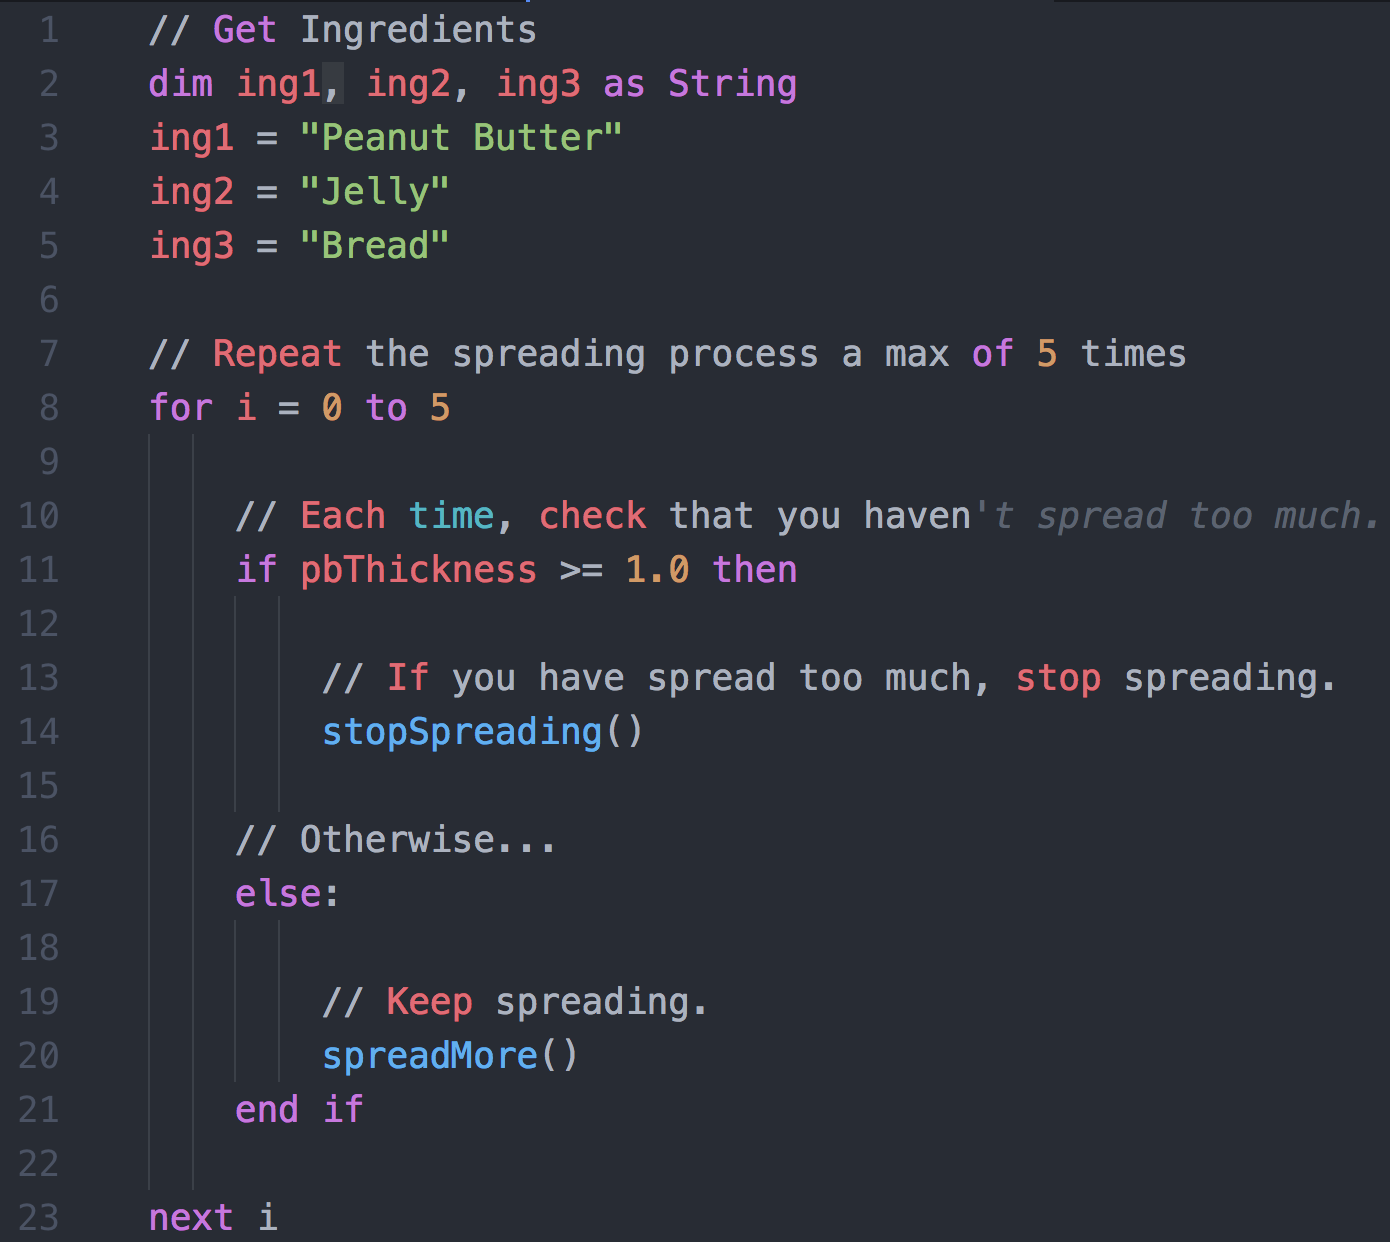 1 // Get Ingredients
2 dim ing1, ing2, ing3 as String
3 ing1 = "Peanut Butter"
4 ing2 = "Jelly"
5 ing3 = "Bread"
6
7 // Repeat the spreading process a max of 5 times
8 for i = 0 to 5
9
10 // Each time, check that you haven't spread too much.
11 if pbThickness >= 1.0 then
12
13 // If you have spread too much, stop spreading.
14 stopSpreading()
15
16 // Otherwise...
17 else:
18
19 // Keep spreading.
20 spreadMore()
21 end if
22
23 next i